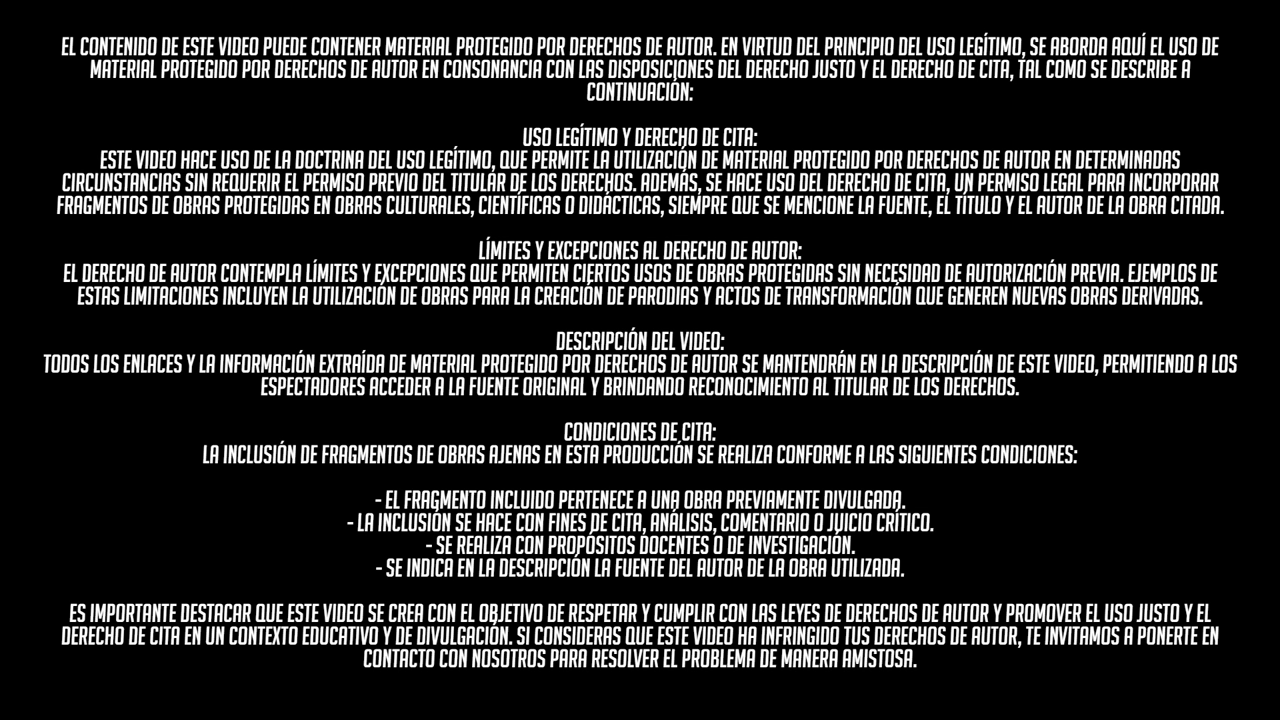 EL CONTENIDO DE ESTE VIDEO PUEDE CONTENER MATERIAL PROTEGIDO POR DERECHOS DE AUTOR. EN VIRTUD DEL PRINCIPIO DEL USO LEGÍTIMO, SE ABORDA AQUÍ EL USO DE
MATERIAL PROTEGIDO POR DERECHOS DE AUTOR EN CONSONANCIA CON LAS DISPOSICIONES DEL DERECHO JUSTO Y EL DERECHO DE CITA, TAL COMO SE DESCRIBE A
CONTINUACIÓN:
USO LEGÍTIMO Y DERECHO DE CITA:
ESTE VIDEO HACE USO DE LA DOCTRINA DEL USO LEGÍTIMO, QUE PERMITE LA UTILIZACIÓN DE MATERIAL PROTEGIDO POR DERECHOS DE AUTOR EN DETERMINADAS
CIRCUNSTANCIAS SIN REQUERIR EL PERMISO PREVIO DEL TITULAR DE LOS DERECHOS. ADEMÁS, SE HACE USO DEL DERECHO DE CITA, UN PERMISO LEGAL PARA INCORPORAR
FRAGMENTOS DE OBRAS PROTEGIDAS EN OBRAS CULTURALES, CIENTÍFICAS O DIDÁCTICAS, SIEMPRE QUE SE MENCIONE LA FUENTE, EL TÍTULO Y EL AUTOR DE LA OBRA CITADA.
LÍMITES Y EXCEPCIONES AL DERECHO DE AUTOR:
EL DERECHO DE AUTOR CONTEMPLA LÍMITES Y EXCEPCIONES QUE PERMITEN CIERTOS USOS DE OBRAS PROTEGIDAS SIN NECESIDAD DE AUTORIZACIÓN PREVIA. EJEMPLOS DE
ESTAS LIMITACIONES INCLUYEN LA UTILIZACIÓN DE OBRAS PARA LA CREACIÓN DE PARODIAS Y ACTOS DE TRANSFORMACIÓN QUE GENEREN NUEVAS OBRAS DERIVADAS.
DESCRIPCIÓN DEL VIDEO:
TODOS LOS ENLACES Y LA INFORMACIÓN EXTRAÍDA DE MATERIAL PROTEGIDO POR DERECHOS DE AUTOR SE MANTENDRÁN EN LA DESCRIPCIÓN DE ESTE VIDEO, PERMITIENDO A LOS
ESPECTADORES ACCEDER A LA FUENTE ORIGINAL Y BRINDANDO RECONOCIMIENTO AL TITULAR DE LOS DERECHOS.
CONDICIONES DE CITA:
LA INCLUSIÓN DE FRAGMENTOS DE OBRAS AJENAS EN ESTA PRODUCCIÓN SE REALIZA CONFORME A LAS SIGUIENTES CONDICIONES:
- EL FRAGMENTO INCLUIDO PERTENECE A UNA OBRA PREVIAMENTE DIVULGADA.
- LA INCLUSIÓN SE HACE CON FINES DE CITA, ANÁLISIS, COMENTARIO O JUICIO CRÍTICO.
- SE REALIZA CON PROPÓSITOS DOCENTES O DE INVESTIGACIÓN.
- SE INDICA EN LA DESCRIPCIÓN LA FUENTE DEL AUTOR DE LA OBRA UTILIZADA.
ES IMPORTANTE DESTACAR QUE ESTE VIDEO SE CREA CON EL OBJETIVO DE RESPETAR Y CUMPLIR CON LAS LEYES DE DERECHOS DE AUTOR Y PROMOVER EL USO JUSTO Y EL
DERECHO DE CITA EN UN CONTEXTO EDUCATIVO Y DE DIVULGACIÓN. SI CONSIDERAS QUE ESTE VIDEO HA INFRINGIDO TUS DERECHOS DE AUTOR, TE INVITAMOS A PONERTE EN
CONTACTO CON NOSOTROS PARA RESOLVER EL PROBLEMA DE MANERA AMISTOSA.